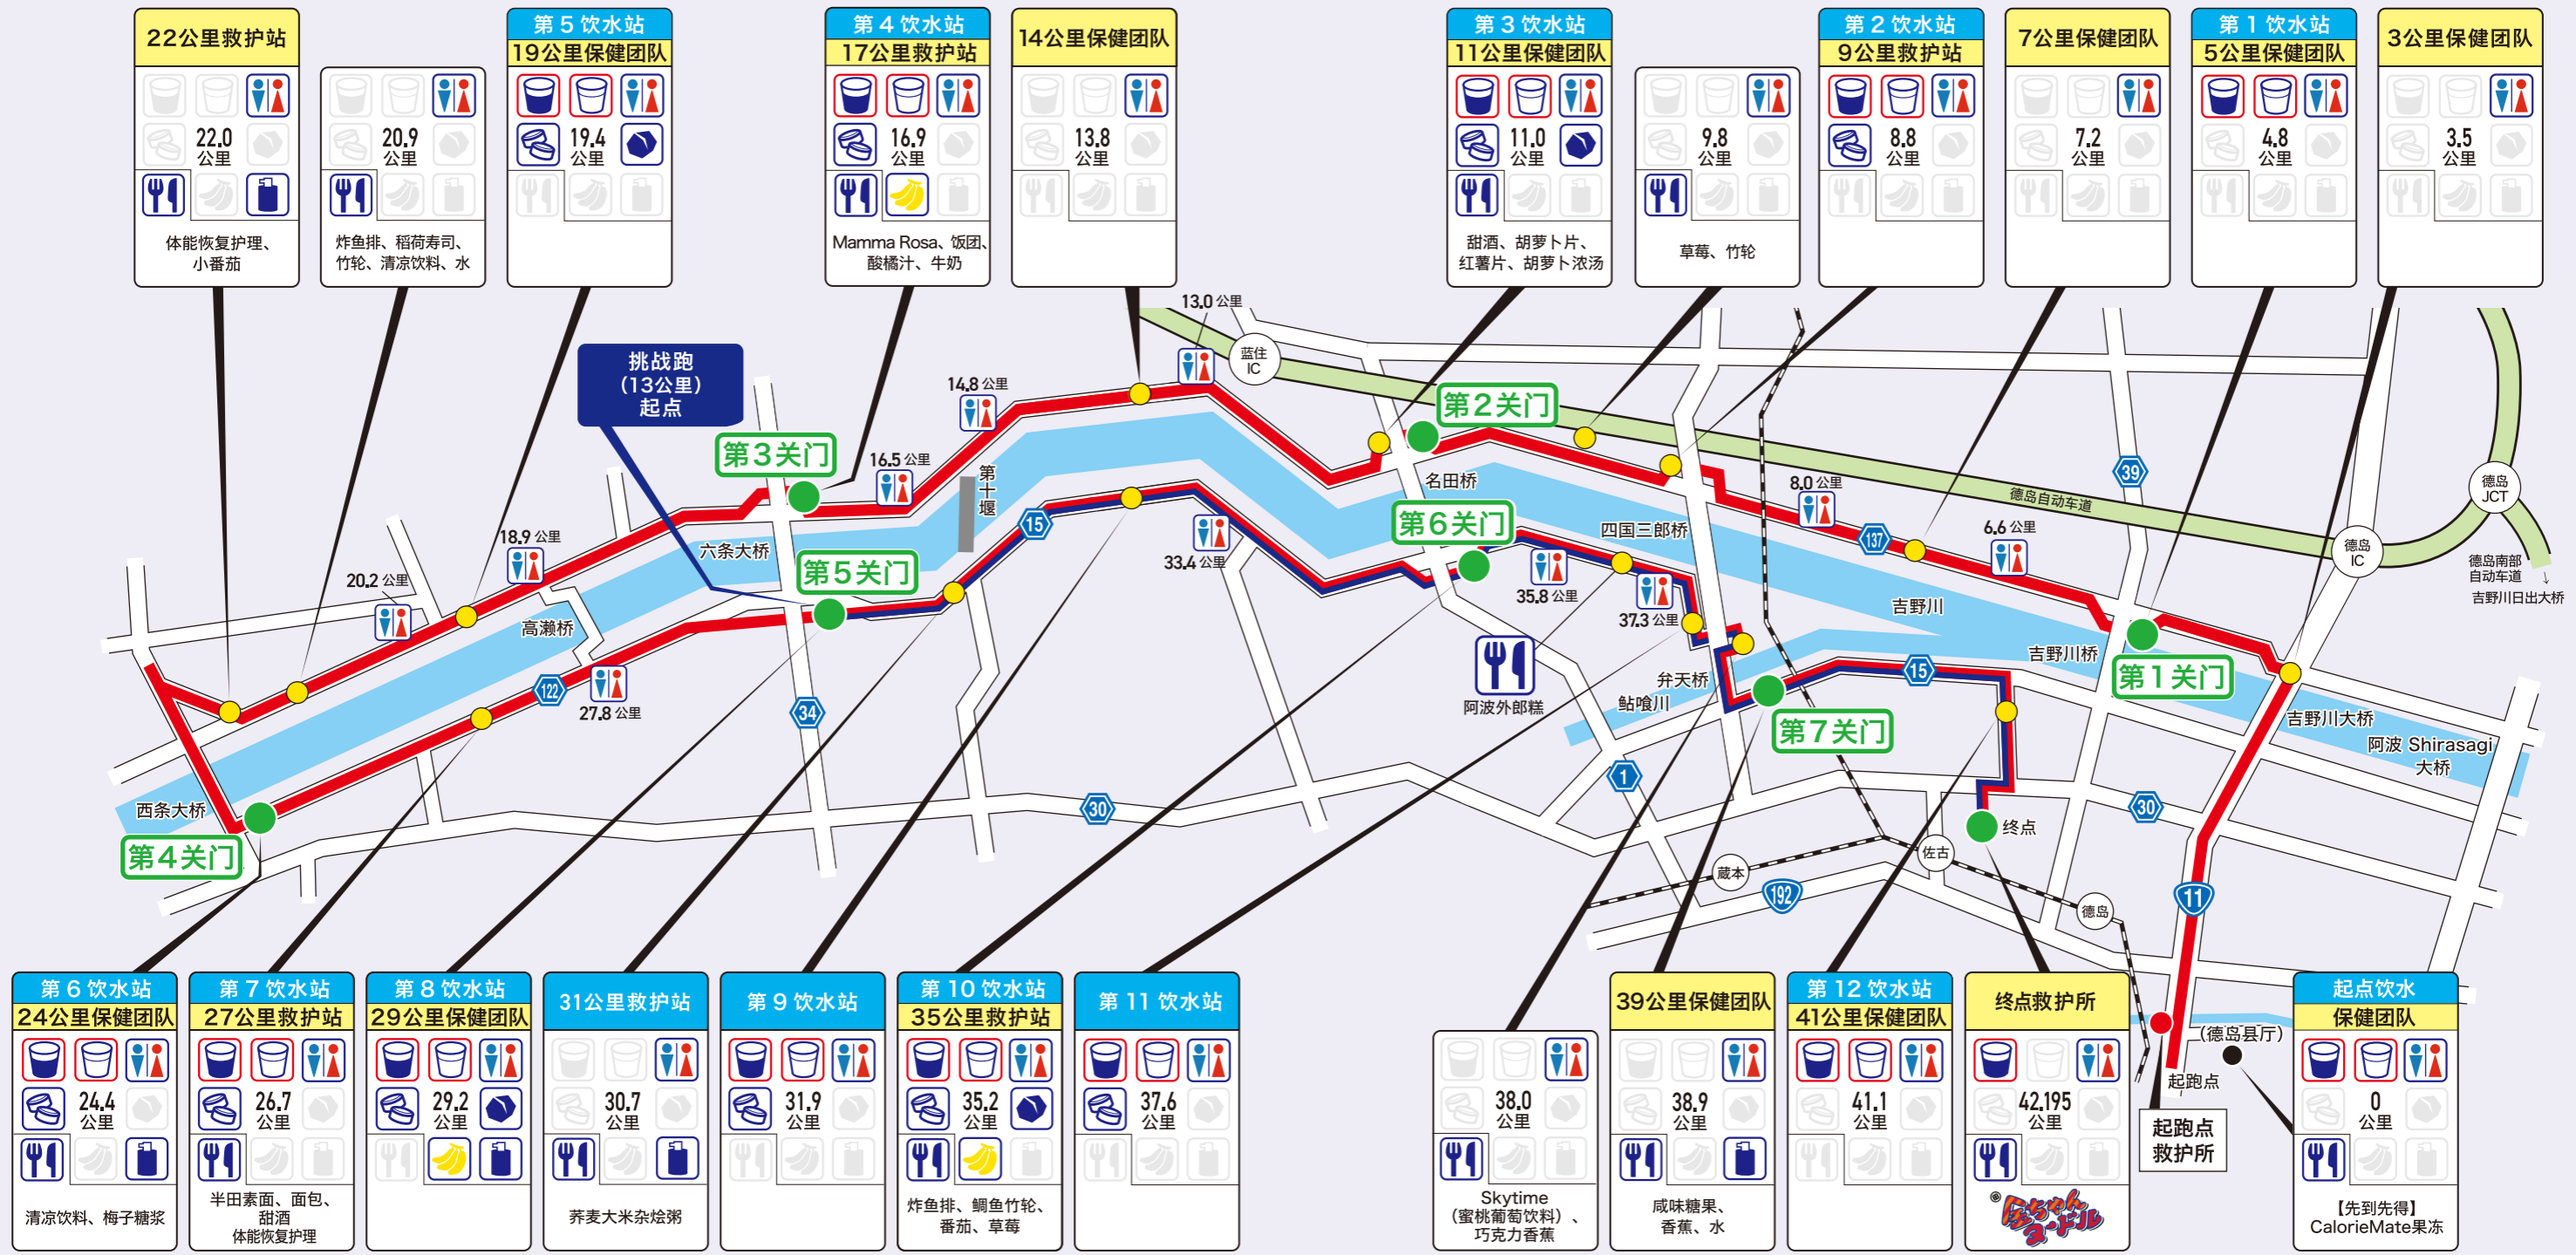 22公里救护站
22.0
公里
体能恢复护理、
小番茄
20.9
公里
炸鱼排、稻荷寿司、
竹轮、清凉饮料、水
第 5 饮水站
19公里保健团队
19.4
公里
第 4 饮水站
17公里救护站
16.9
公里
Mamma Rosa、饭团、
酸橘汁、牛奶
14公里保健团队
13.8
公里
第 3 饮水站
11公里保健团队
11.0
公里
甜酒、胡萝卜片、
红薯片、胡萝卜浓汤
9.8
公里
草莓、竹轮
第 2 饮水站
9公里救护站
8.8
公里
7公里保健团队
7.2
公里
第 1 饮水站
5公里保健团队
4.8
公里
3公里保健团队
3.5
公里
13.0 公里
蓝住
IC
挑战跑
（13公里）
起点
14.8 公里
第2关门
第3关门
16.5 公里
第十堰
名田桥
39
8.0 公里
德岛自动车道
德岛
JCT
第6关门
15
四国三郎桥
137
6.6 公里
德岛
IC
德岛南部
自动车道
吉野川日出大桥
18.9 公里
六条大桥
第5关门
33.4 公里
35.8 公里
20.2 公里
高瀬桥
37.3 公里
吉野川
吉野川桥
第1关门
122
27.8 公里
34
阿波外郎糕
弁天桥
鲇喰川
15
第7关门
吉野川大桥
阿波 Shirasagi
大桥
1
西条大桥
30
30
第4关门
终点
佐古
蔵本
192
德岛
11
(德岛县厅)
起跑点
起跑点
救护所
第 6 饮水站
24公里保健团队
24.4
公里
清凉饮料、梅子糖浆
第 7 饮水站
27公里救护站
26.7
公里
半田素面、面包、
甜酒
体能恢复护理
第 8 饮水站
29公里保健团队
29.2
公里
31公里救护站
30.7
公里
荞麦大米杂烩粥
第 9 饮水站
31.9
公里
第 10 饮水站
35公里救护站
35.2
公里
炸鱼排、鲷鱼竹轮、
番茄、草莓
第 11 饮水站
37.6
公里
38.0
公里
Skytime
（蜜桃葡萄饮料）、
巧克力香蕉
39公里保健团队
38.9
公里
咸味糖果、
香蕉、水
第 12 饮水站
41公里保健团队
41.1
公里
终点救护所
42.195
公里
®
金ちゃん
ヌードル
起点饮水
保健团队
0
公里
【先到先得】
CalorieMate果冻